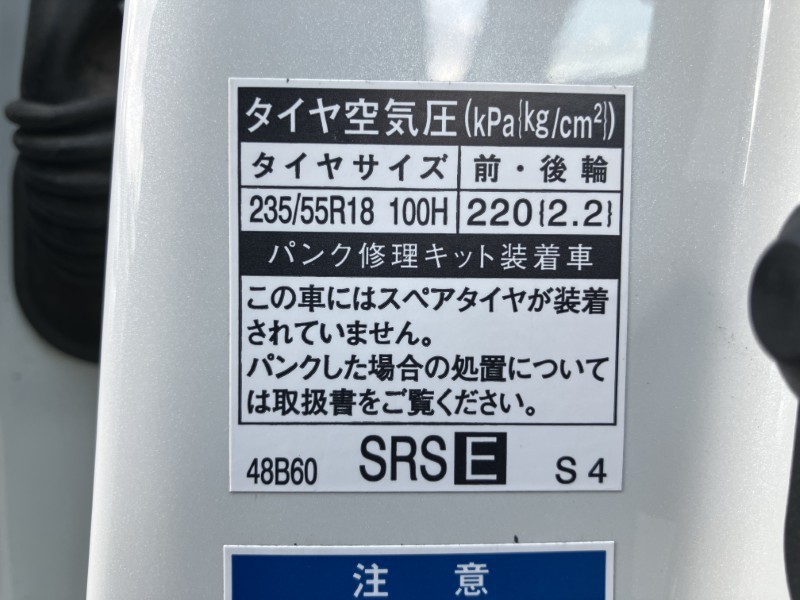 タイヤ空気圧(kPa{kg/cm²})
タイヤサイズ 前・後輪
235/55R18 100H 220{2.2}
パンク修理キット装着車
この車にはスペアタイヤが装着
されていません。
パンクした場合の処置について
は取扱書をご覧ください。
48B60 SRS E S4
注意